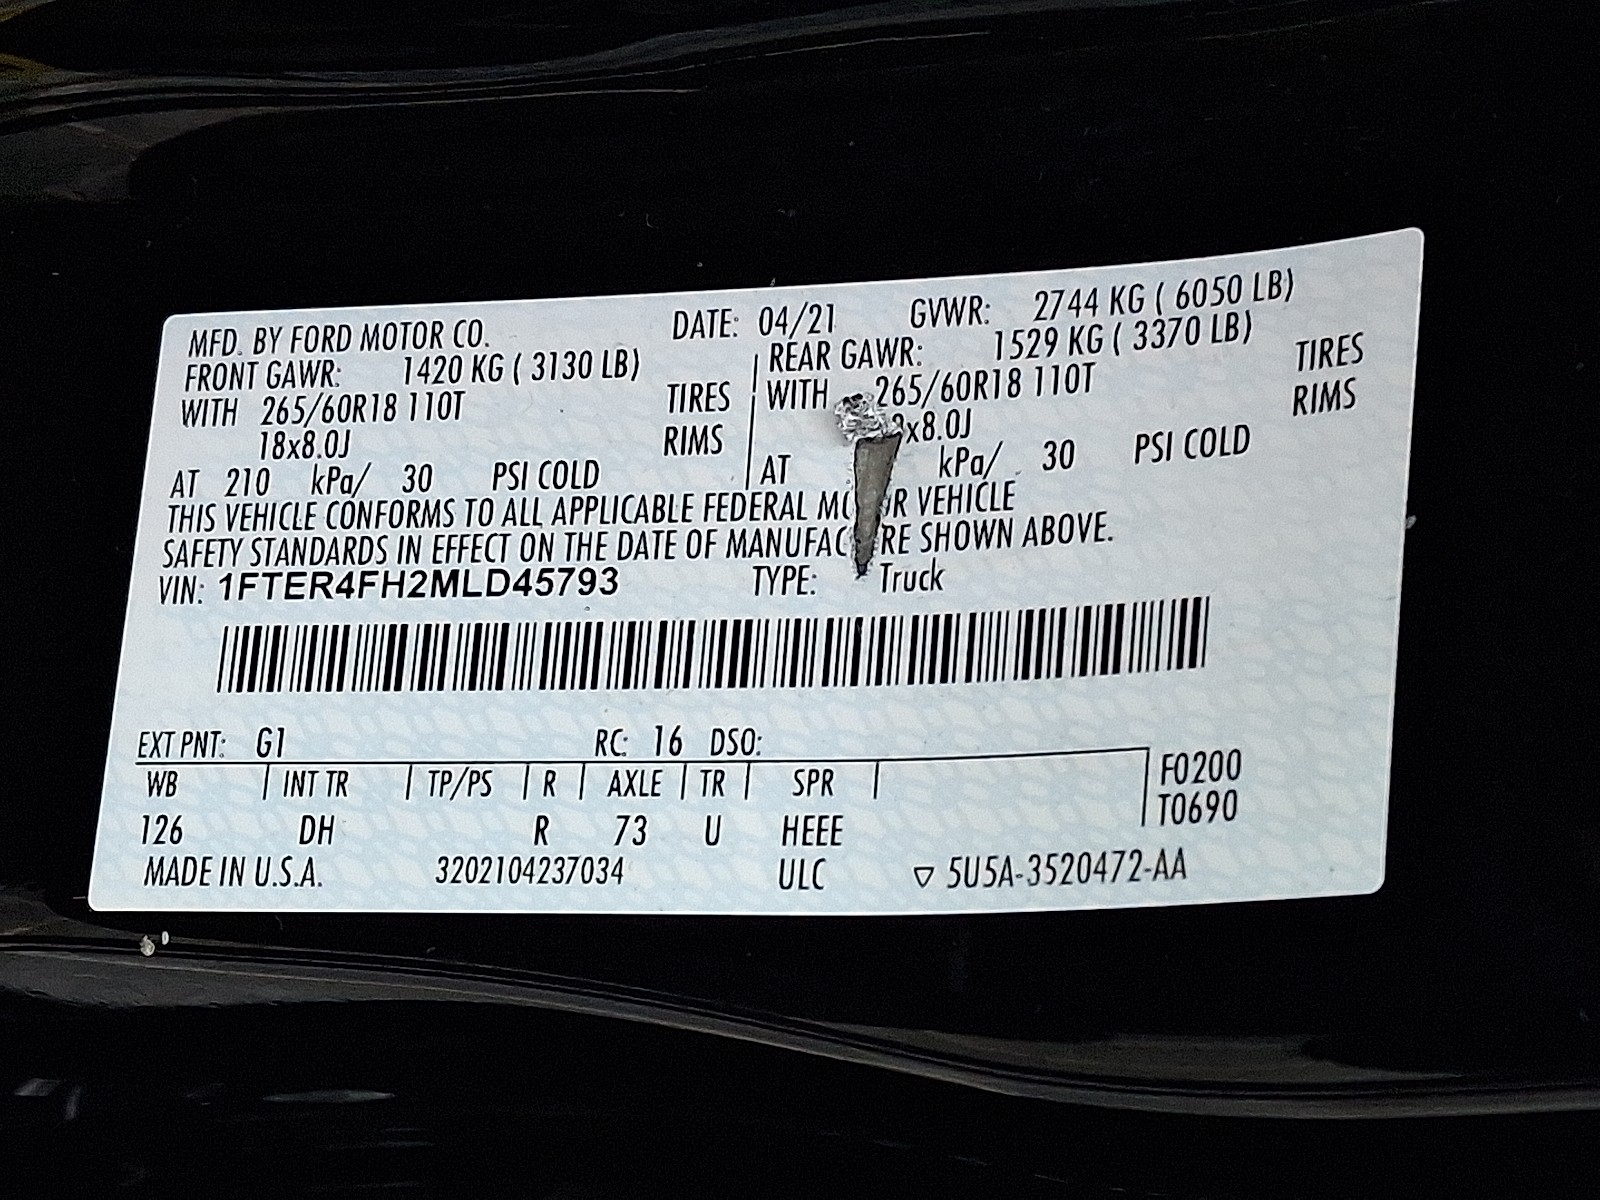 MFD. BY FORD MOTOR CO. DATE: 04/21 GVWR: 2744 KG ( 6050 LB)
FRONT GAWR: 1420 KG ( 3130 LB) REAR GAWR: 1529 KG ( 3370 LB)
WITH 265/60R18 110T TIRES WITH 265/60R18 110T TIRES
18x8.0J RIMS x8.0J RIMS
AT 210 kPa/ 30 PSI COLD AT kPa/ 30 PSI COLD
THIS VEHICLE CONFORMS TO ALL APPLICABLE FEDERAL VEHICLE
SAFETY STANDARDS IN EFFECT ON THE DATE OF SHOWN ABOVE.
VIN: 1FTER4FH2MLD45793 TYPE: Truck
EXT PNT: G1 RC: 16 DSO:
WB INT TR TP/PS R AXLE TR SPR F0200
T0690
126 DH R 73 U HEEE
MADE IN U.S.A. 3202104237034 ULC ▽ 5U5A-3520472-AA